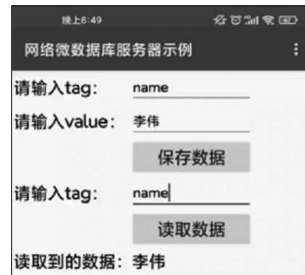 晚上8:49
网络微数据库服务器示例
请输入tag: name
请输入value: 李伟
保存数据
请输入tag: name
读取数据
读取到的数据: 李伟